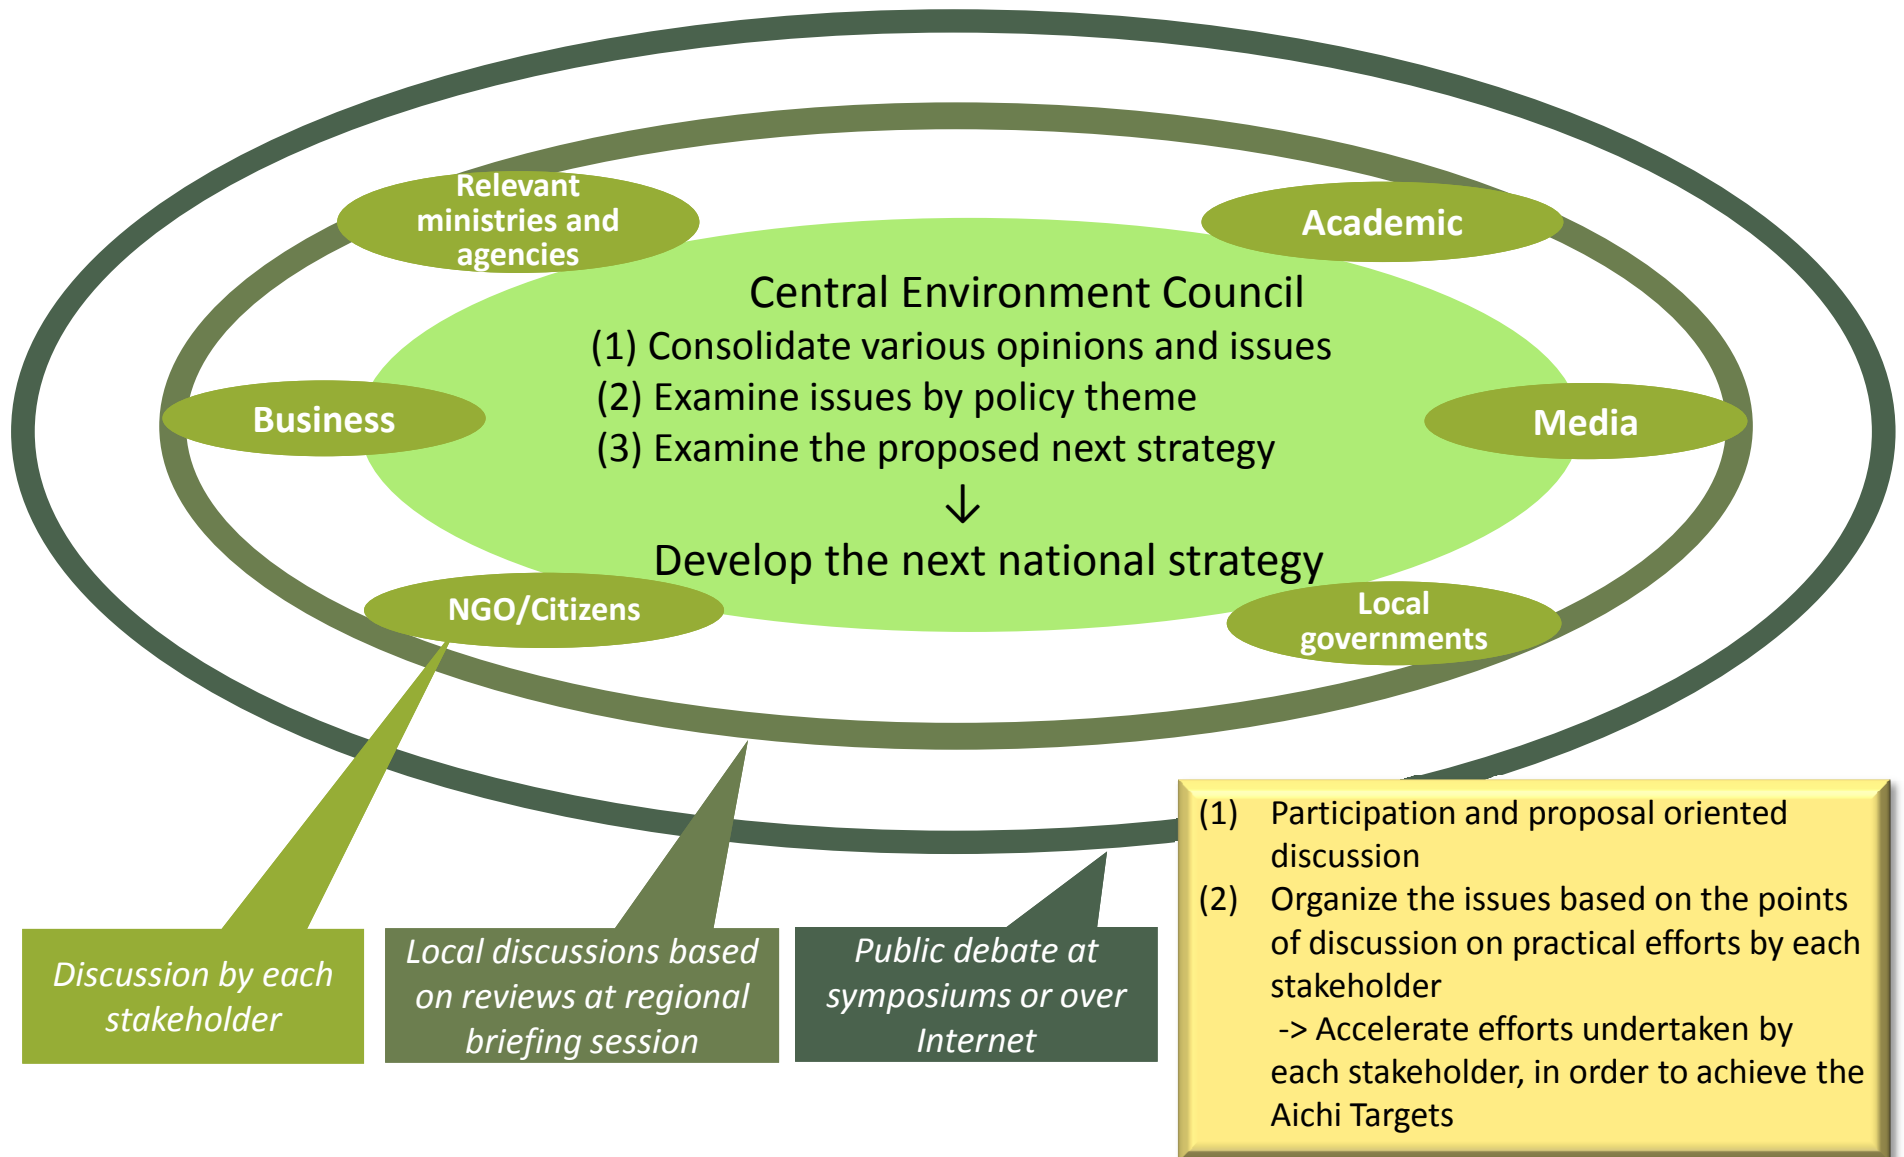 Relevant
ministries and
agencies
Academic
Central Environment Council
(1) Consolidate various opinions and issues
(2) Examine issues by policy theme
(3) Examine the proposed next strategy
↓
Develop the next national strategy
Business
Media
NGO/Citizens
Local
governments
Discussion by each
stakeholder
Local discussions based
on reviews at regional
briefing session
Public debate at
symposiums or over
Internet
(1) Participation and proposal oriented
discussion
(2) Organize the issues based on the points
of discussion on practical efforts by each
stakeholder
-> Accelerate efforts undertaken by
each stakeholder, in order to achieve the
Aichi Targets